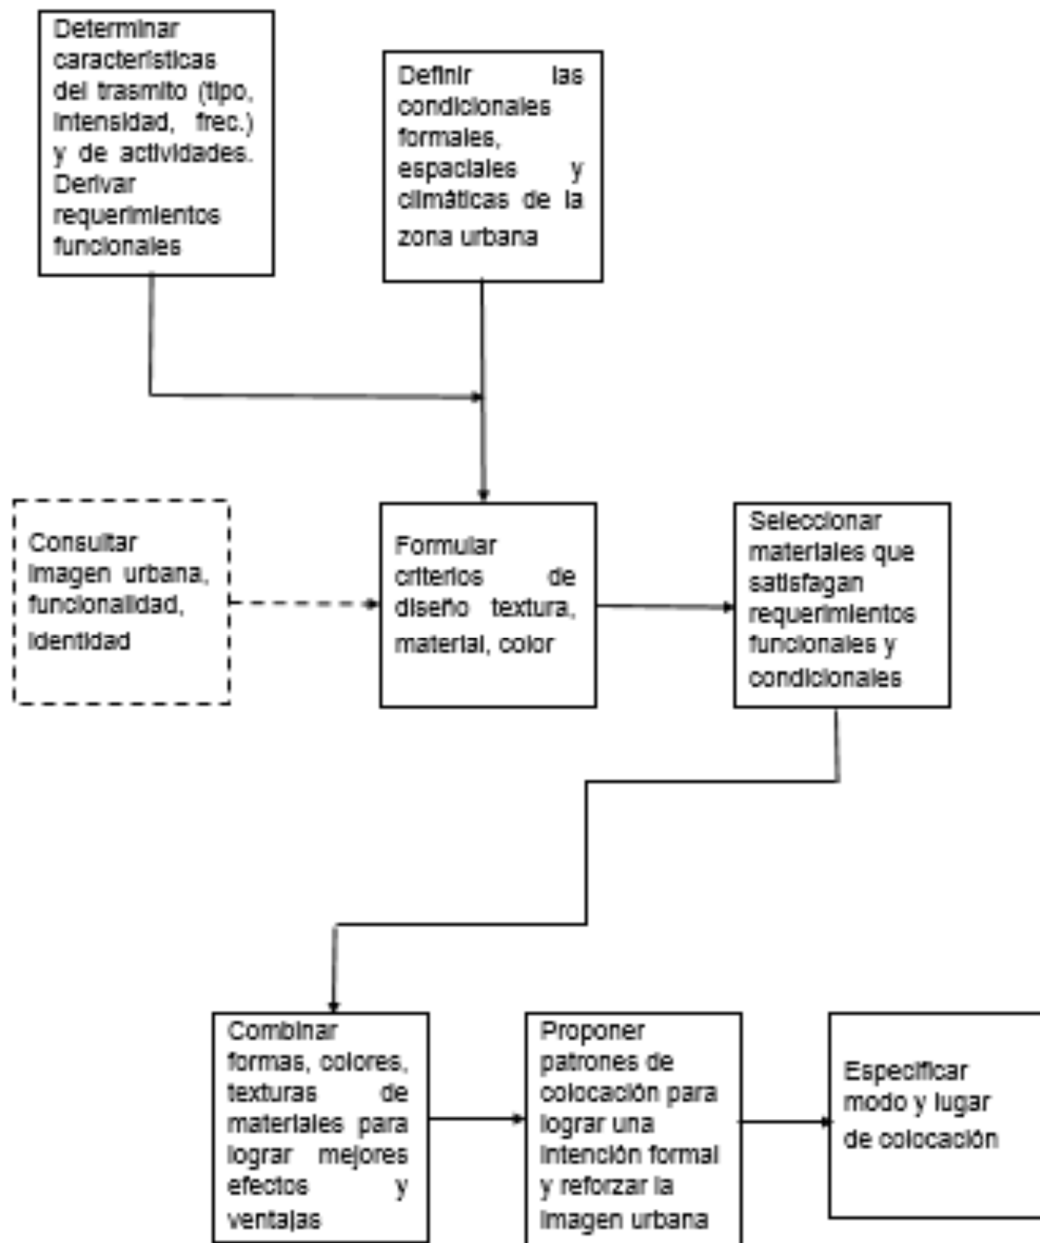 Determinar
características
del trasmito (tipo,
intensidad, frec.)
y de actividades.
Derivar
requerimientos
funcionales
Definir las
condicionales
formales,
espaciales y
climáticas de la
zona urbana
Consultar
imagen urbana,
funcionalidad,
identidad
Formular
criterios de
diseño textura,
material, color
Seleccionar
materiales que
satisfagan
requerimientos
funcionales y
condicionales
Combinar
formas, colores,
texturas de
materiales para
lograr mejores
efectos y
ventajas
Proponer
patrones de
colocación para
lograr una
intención formal
y reforzar la
imagen urbana
Especificar
modo y lugar
de colocación